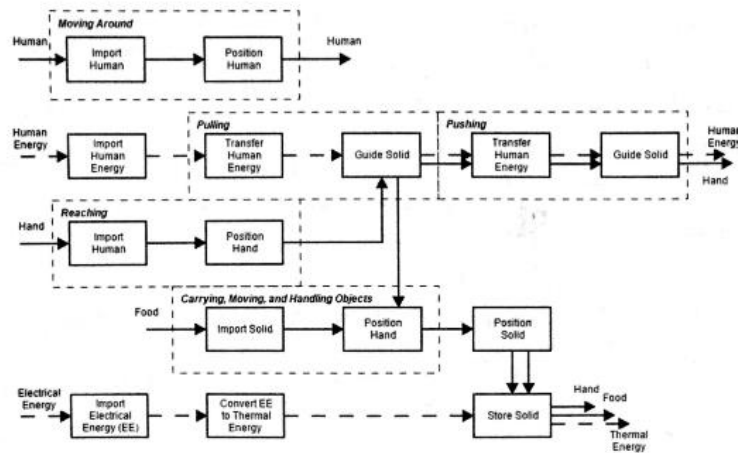 Moving Around
Human
Import
Human
Position
Human
Human
Human
Energy
Import
Human
Energy
Pulling
Transfer
Human
Energy
Guide Solid
Pushing
Transfer
Human
Energy
Guide Solid
Human
Energy
Hand
Reaching
Hand
Import
Human
Position
Hand
Carrying, Moving, and Handling Objects
Food
Import Solid
Position
Hand
Position
Solid
Electrical
Energy
Import
Electrical
Energy (EE)
Convert EE
to Thermal
Energy
Store Solid
Hand
Food
Thermal
Energy